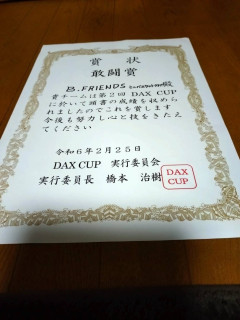 賞状
敢闘賞
B.FRIENDS 殿
貴チームは第２回 DAX CUP
に於いて頭書の成績を収めら
れましたのでこれを賞します
今後も努力し心と技をきたえ
てください
令和６年２月２５日
DAX CUP 実行委員会
実行委員長 橋本 治樹
DAX
CUP